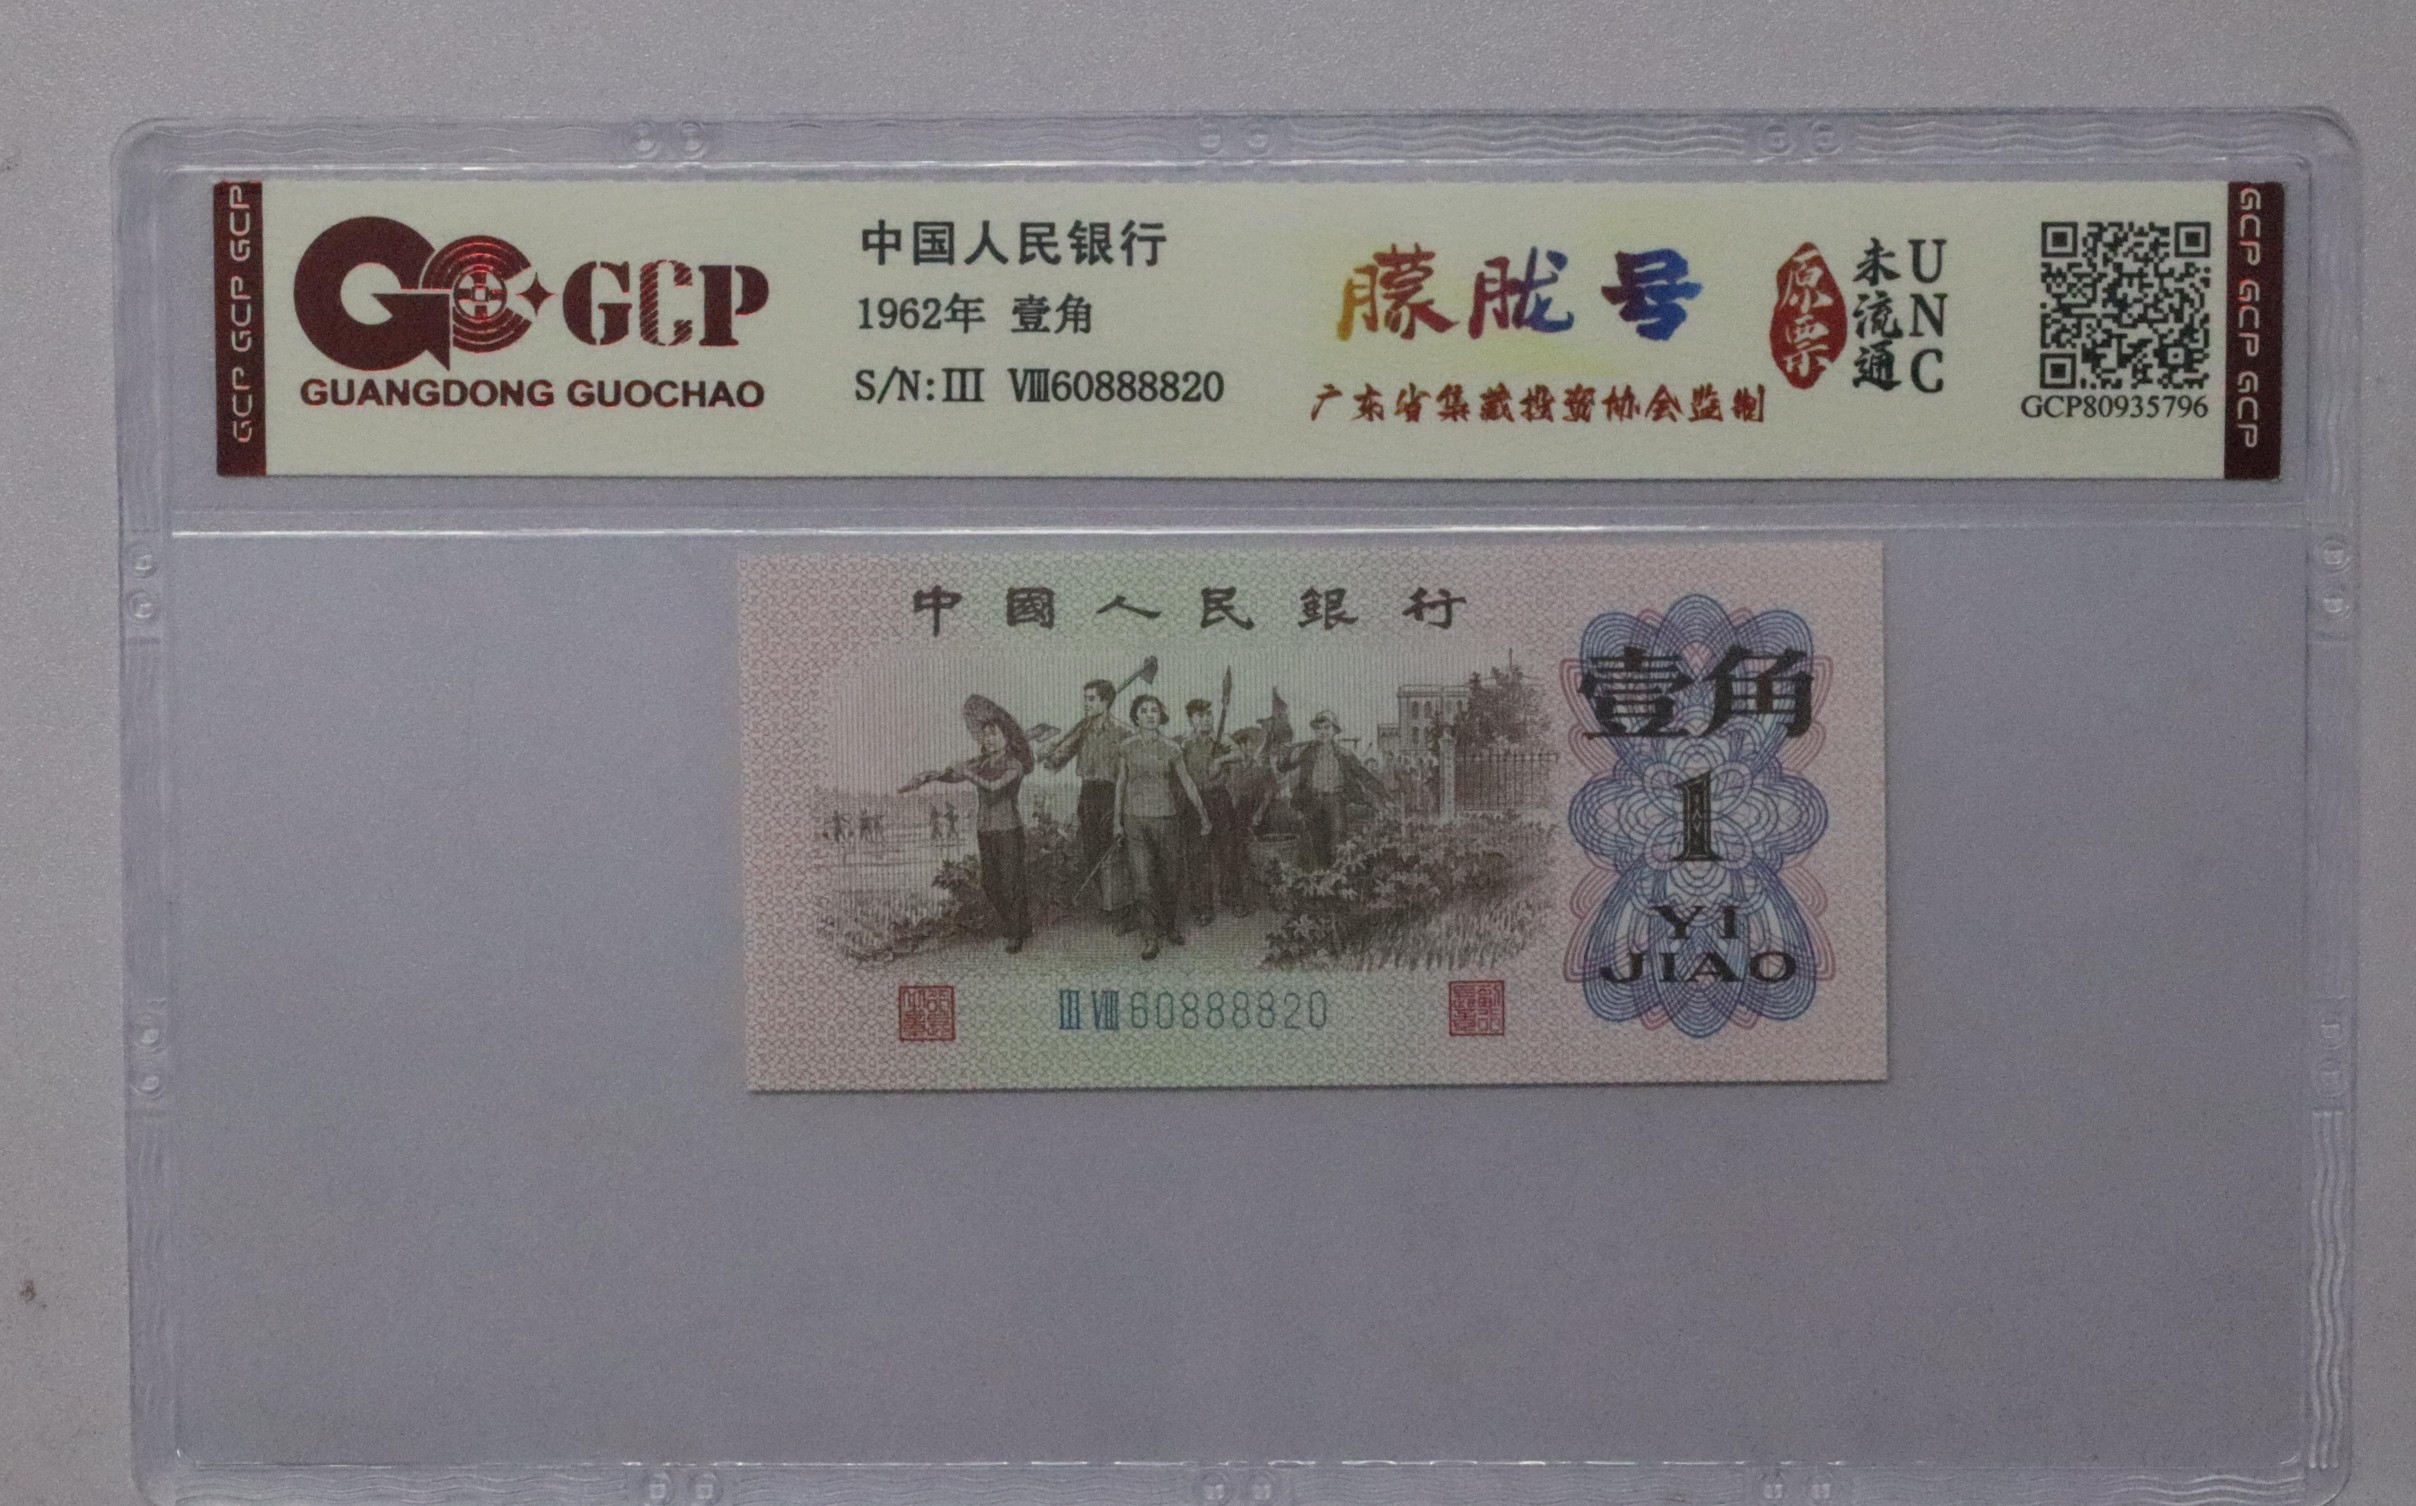 GCP GCP GCP
GCP
GUANGDONG GUOCHAO
中国人民银行
1962年 壹角
S/N:Ⅲ Ⅷ60888820
朦胧号
广东省集藏投资协会监制
原票
未流通
UNC
GCP80935796
GCP GCP GCP
中國人民銀行
壹角
1
YI
JIAO
Ⅲ Ⅷ 60888820